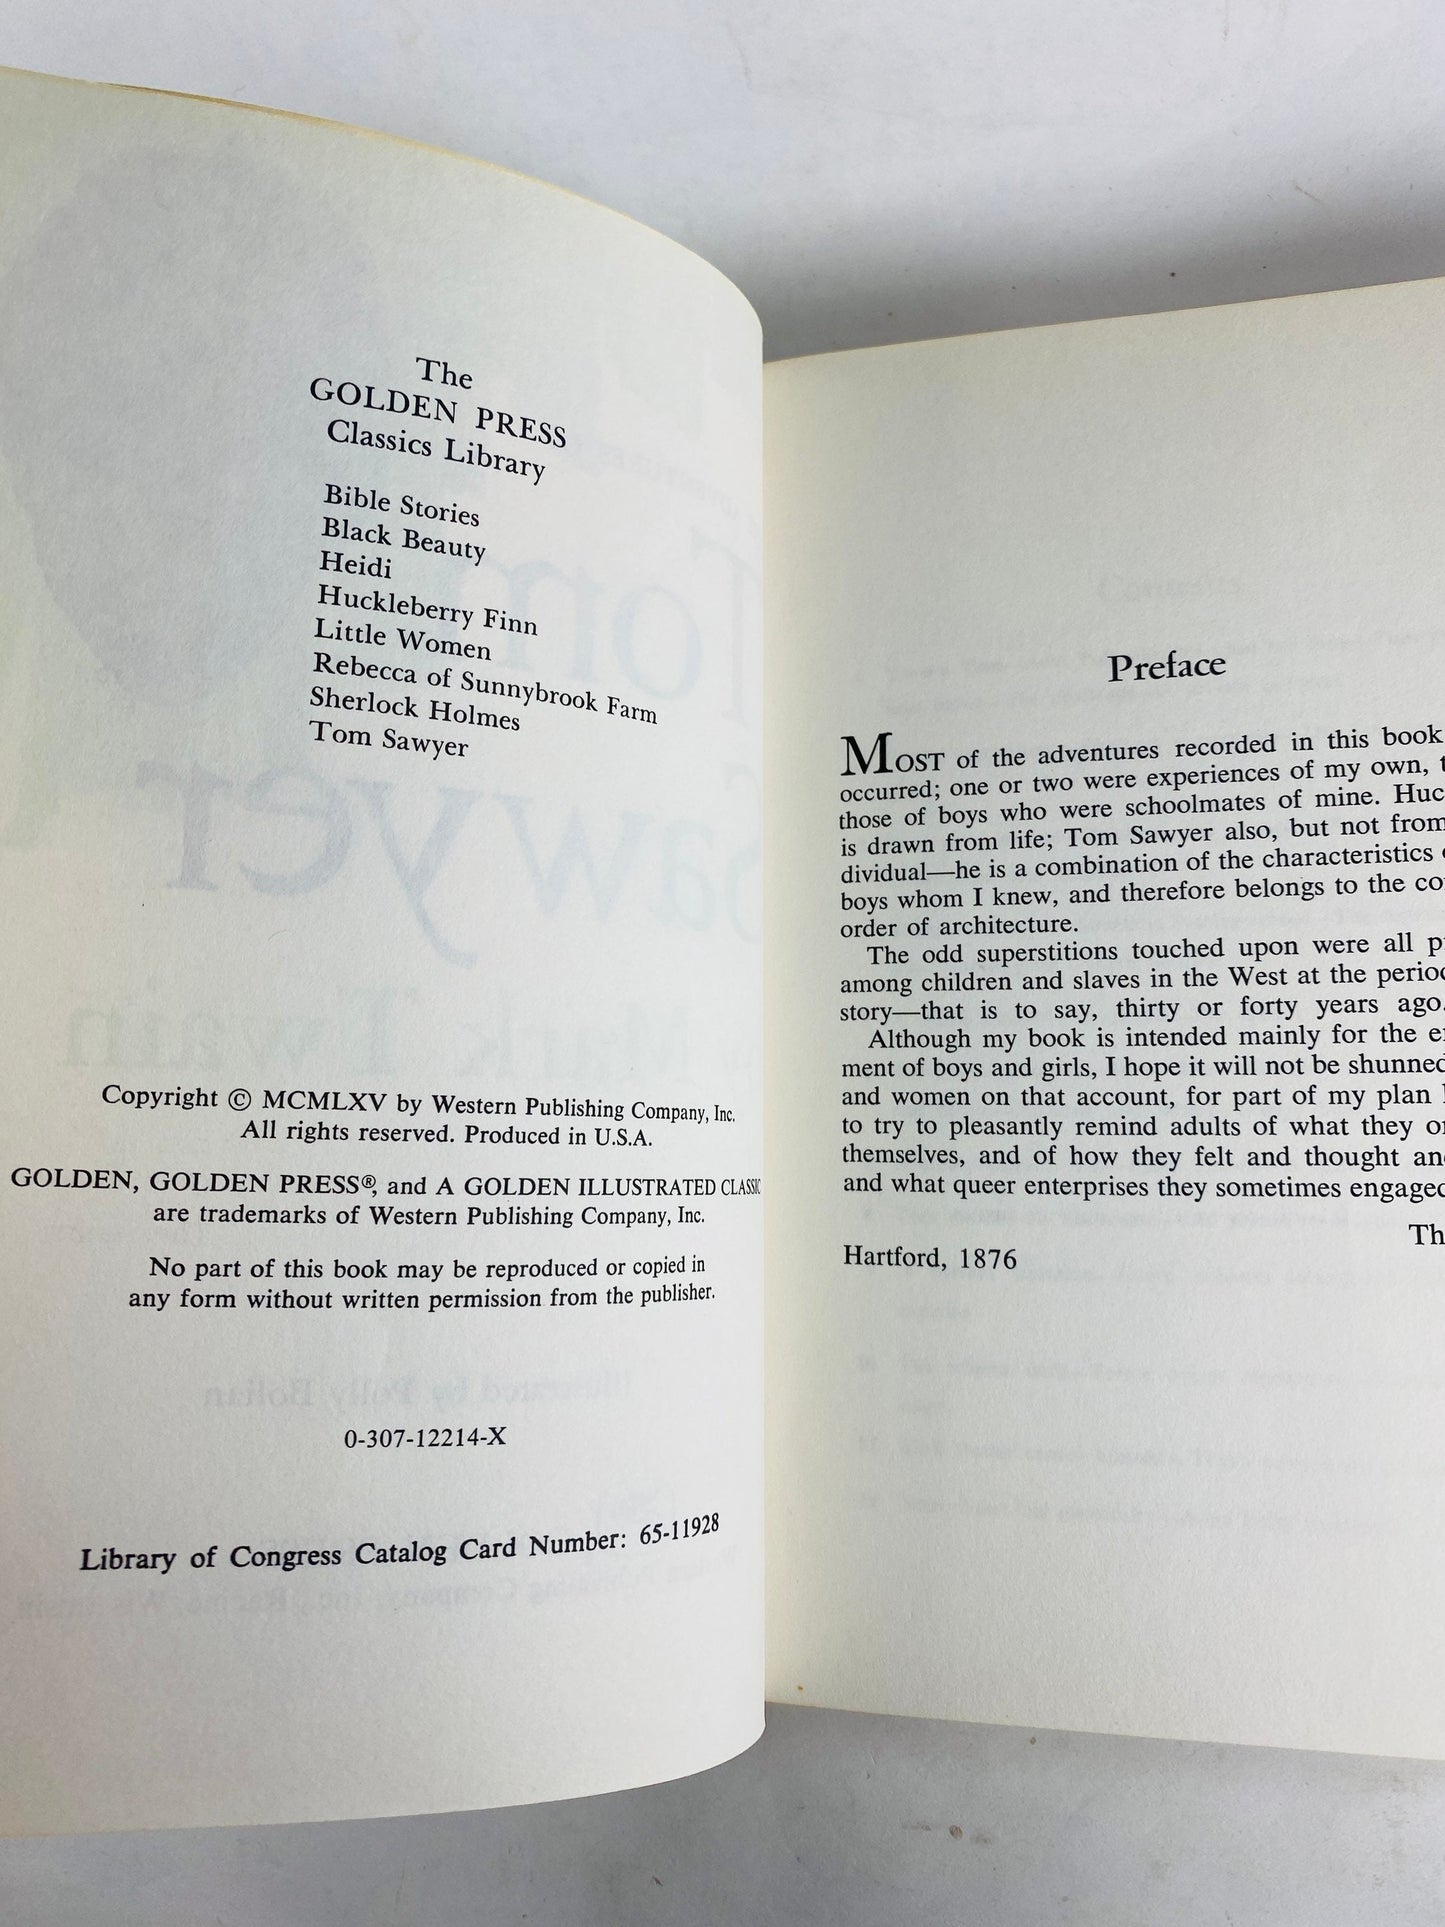 The
GOLDEN PRESS
Classics Library
Bible Stories
Black Beauty
Heidi
Huckleberry Finn
Little Women
Rebecca of Sunnybrook Farm
Sherlock Holmes
Tom Sawyer
Copyright © MCMLXV by Western Publishing Company, Inc.
All rights reserved. Produced in U.S.A.
GOLDEN, GOLDEN PRESS®, and A GOLDEN ILLUSTRATED CLASSIC
are trademarks of Western Publishing Company, Inc.
No part of this book may be reproduced or copied in
any form without written permission from the publisher.
0-307-12214-X
Library of Congress Catalog Card Number: 65-11928
Preface
MOST of the adventures recorded in this book
occurred; one or two were experiences of my own,
those of boys who were schoolmates of mine. Huc
is drawn from life; Tom Sawyer also, but not from
dividual—he is a combination of the characteristics
boys whom I knew, and therefore belongs to the co
order of architecture.
The odd superstitions touched upon were all
among children and slaves in the West at the perio
story—that is to say, thirty or forty years ago.
Although my book is intended mainly for the
ment of boys and girls, I hope it will not be shunned
and women on that account, for part of my plan
to try to pleasantly remind adults of what they
themselves, and of how they felt and thought an
and what queer enterprises they sometimes engaged
Th
Hartford, 1876